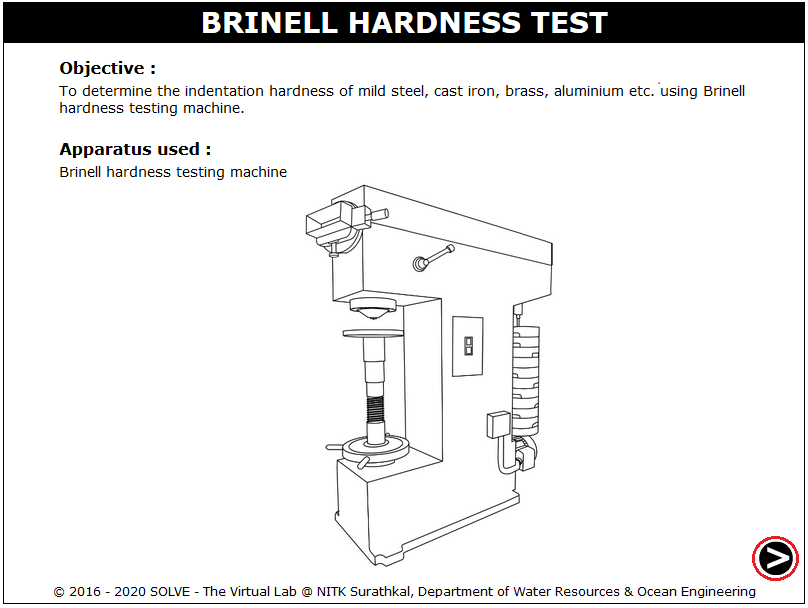 BRINELL HARDNESS TEST
Objective :
To determine the indentation hardness of mild steel, cast iron, brass, aluminium etc. using Brinell
hardness testing machine.
Apparatus used :
Brinell hardness testing machine
© 2016 - 2020 SOLVE - The Virtual Lab @ NITK Surathkal, Department of Water Resources & Ocean Engineering